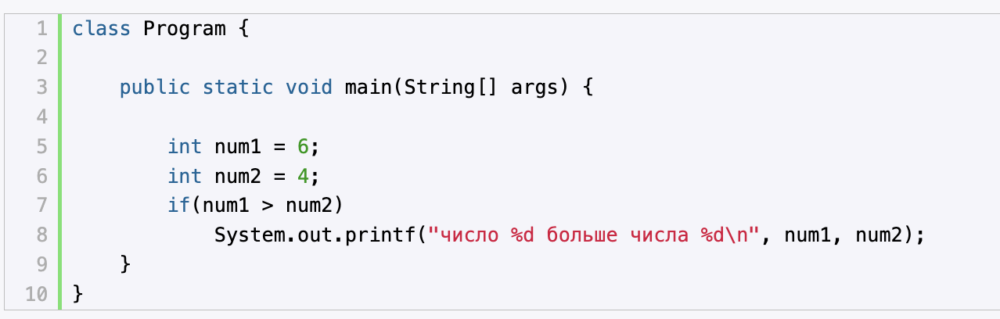 1 class Program {
2
3     public static void main(String[] args) {
4
5         int num1 = 6;
6         int num2 = 4;
7         if(num1 > num2)
8             System.out.printf("число %d больше числа %d\n", num1, num2);
9     }
10 }